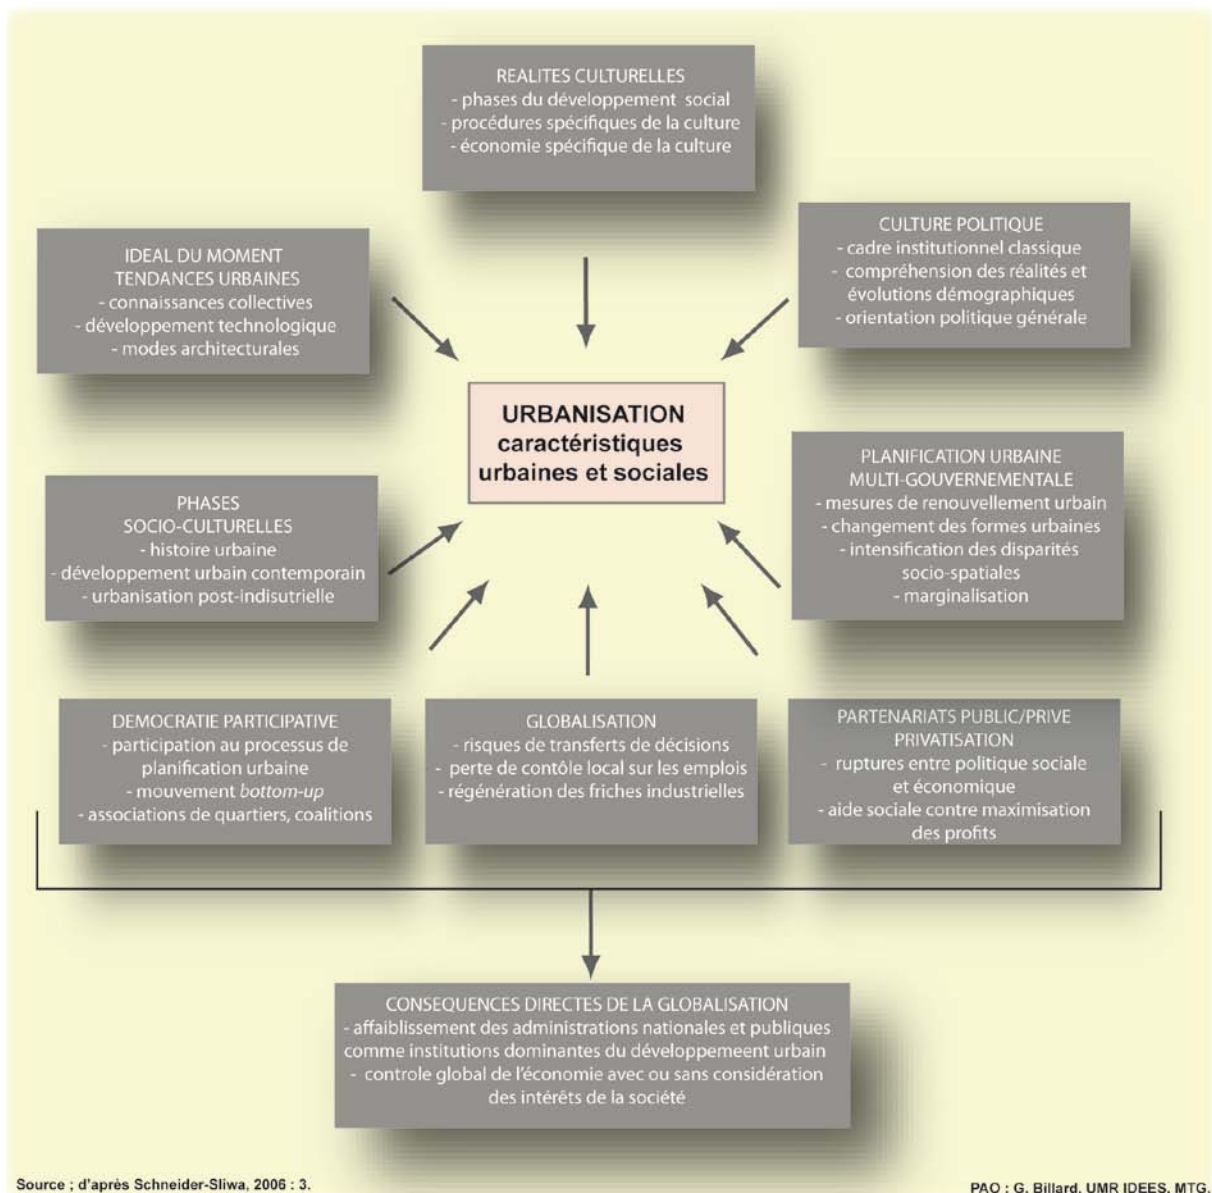 REALITES CULTURELLES
- phases du développement social
- procédures spécifiques de la culture
- économie spécifique de la culture
IDEAL DU MOMENT
TENDANCES URBAINES
- connaissances collectives
- développement technologique
- modes architecturales
CULTURE POLITIQUE
- cadre institutionnel classique
- compréhension des réalités et
évolutions démographiques
- orientation politique générale
URBANISATION
caractéristiques
urbaines et sociales
PHASES
SOCIO-CULTURELLES
- histoire urbaine
- développement urbain contemporain
- urbanisation post-indisutrielle
PLANIFICATION URBAINE
MULTI-GOUVERNEMENTALE
- mesures de renouvellement urbain
- changement des formes urbaines
- intensification des disparités
socio-spatiales
- marginalisation
DEMOCRATIE PARTICIPATIVE
- participation au processus de
planification urbaine
- mouvement bottom-up
- associations de quartiers, coalitions
GLOBALISATION
- risques de transferts de décisions
- perte de contôle local sur les emplois
- régénération des friches industrielles
PARTENARIATS PUBLIC/PRIVE
PRIVATISATION
- ruptures entre politique sociale
et économique
- aide sociale contre maximisation
des profits
CONSEQUENCES DIRECTES DE LA GLOBALISATION
- affaiblissement des administrations nationales et publiques
comme institutions dominantes du développemeent urbain
- controle global de l'économie avec ou sans considération
des intérêts de la société
Source ; d'après Schneider-Sliwa, 2006 : 3.
PAO : G. Billard, UMR IDEES, MTG.